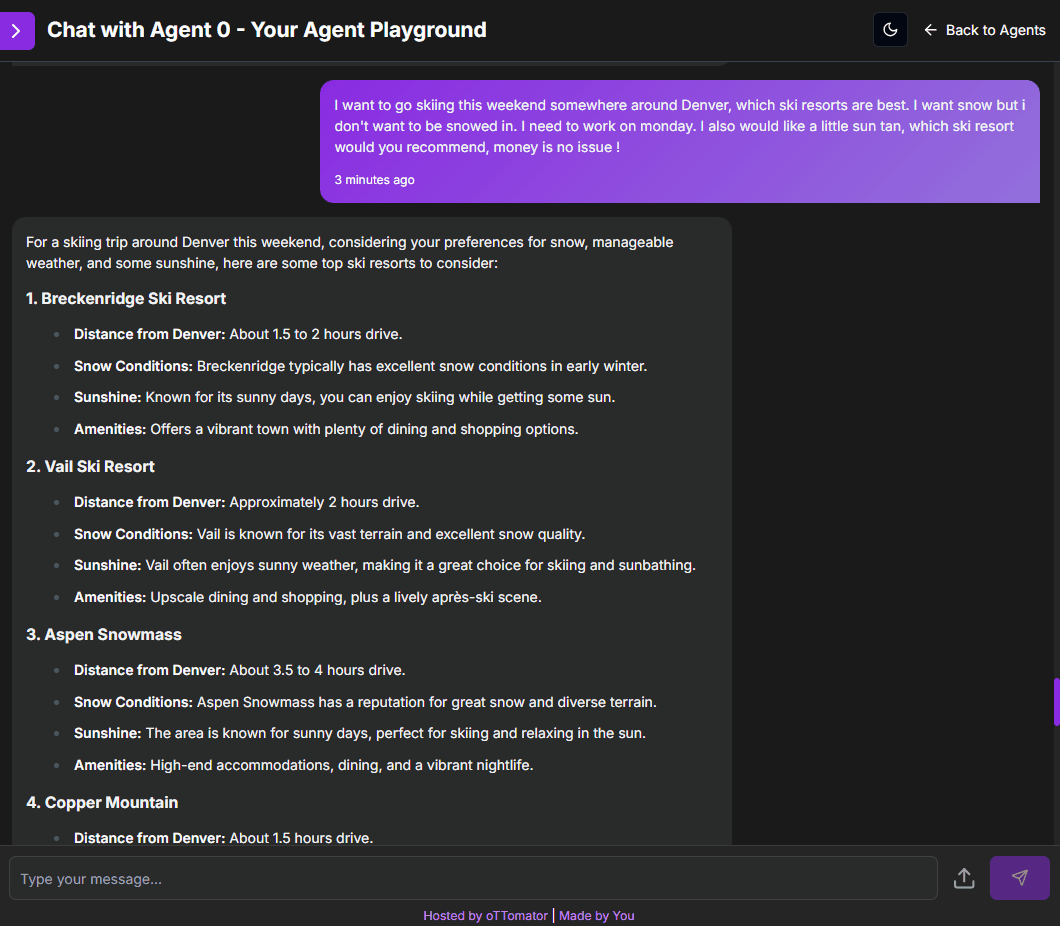 Chat with Agent 0 - Your Agent Playground
Back to Agents
I want to go skiing this weekend somewhere around Denver, which ski resorts are best. I want snow but i
don't want to be snowed in. I need to work on monday. I also would like a little sun tan, which ski resort
would you recommend, money is no issue !
3 minutes ago
For a skiing trip around Denver this weekend, considering your preferences for snow, manageable
weather, and some sunshine, here are some top ski resorts to consider:
1. Breckenridge Ski Resort
Distance from Denver: About 1.5 to 2 hours drive.
Snow Conditions: Breckenridge typically has excellent snow conditions in early winter.
Sunshine: Known for its sunny days, you can enjoy skiing while getting some sun.
Amenities: Offers a vibrant town with plenty of dining and shopping options.
2. Vail Ski Resort
Distance from Denver: Approximately 2 hours drive.
Snow Conditions: Vail is known for its vast terrain and excellent snow quality.
Sunshine: Vail often enjoys sunny weather, making it a great choice for skiing and sunbathing.
Amenities: Upscale dining and shopping, plus a lively après-ski scene.
3. Aspen Snowmass
Distance from Denver: About 3.5 to 4 hours drive.
Snow Conditions: Aspen Snowmass has a reputation for great snow and diverse terrain.
Sunshine: The area is known for sunny days, perfect for skiing and relaxing in the sun.
Amenities: High-end accommodations, dining, and a vibrant nightlife.
4. Copper Mountain
Distance from Denver: About 1.5 hours drive.
Type your message...
Hosted by oTTomator | Made by You